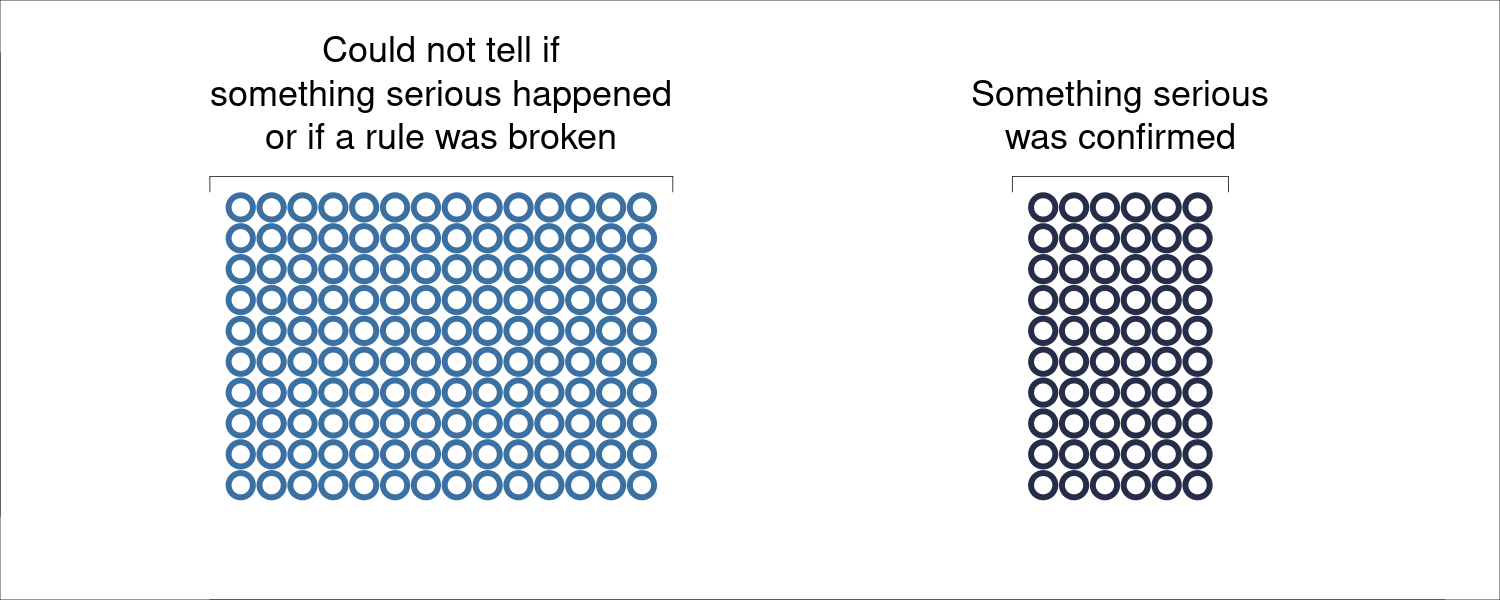 Could not tell if
something serious happened
or if a rule was broken
Something serious
was confirmed